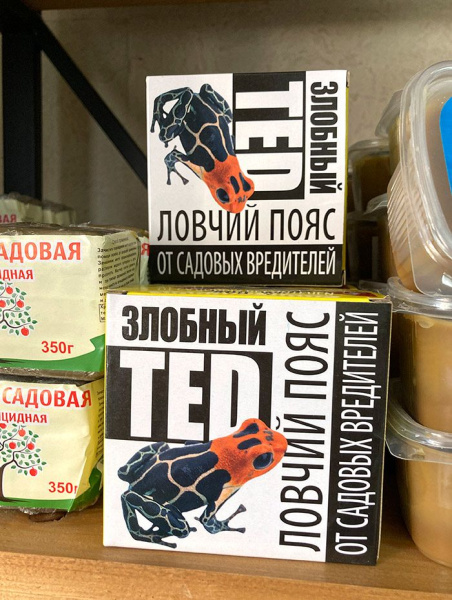 ЗЛОБНЫЙ
TED
ЛОВЧИЙ ПОЯС
ОТ САДОВЫХ ВРЕДИТЕЛЕЙ
САДОВАЯ
350г
ЗЛОБНЫЙ
TED
ЛОВЧИЙ ПОЯС
ОТ САДОВЫХ ВРЕДИТЕЛЕЙ
САДОВАЯ
350г